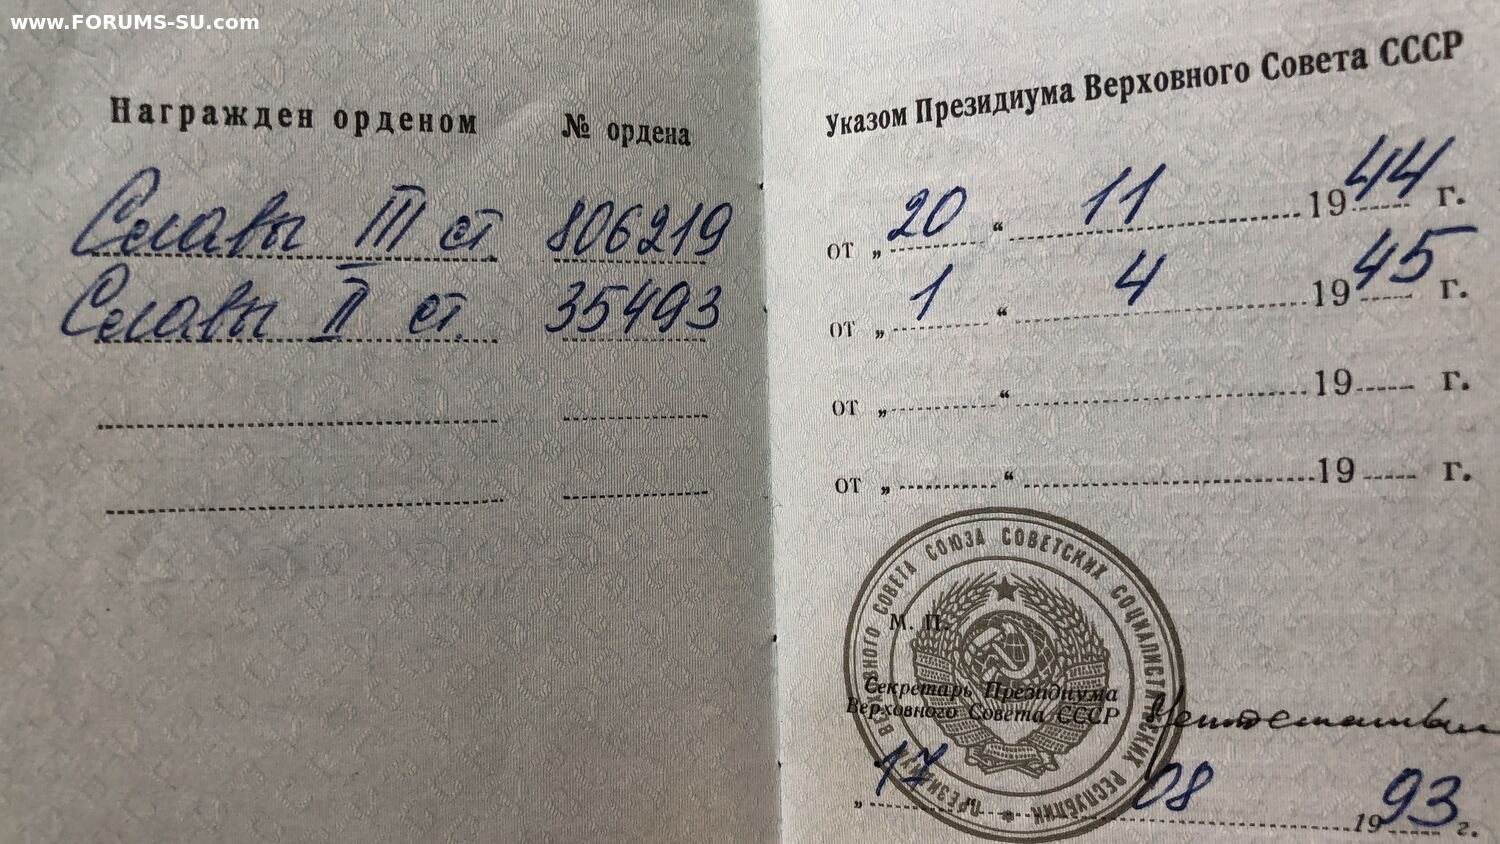 www.FORUMS-SU.com
Награжден орденом № ордена
Славы III ст 806219
Славы II ст. 35493
Указом Президиума Верховного Совета СССР
от „ 20 “ 11 1944 г.
от „ 1 “ 4 1945 г.
от „ “ 19 г.
от „ “ 19 г.
ПРЕЗИДИУМ ВЕРХОВНОГО СОВЕТА СОЮЗА СОВЕТСКИХ СОЦИАЛИСТИЧЕСКИХ РЕСПУБЛИК
М. П.
Секретарь Президиума
Верховного Совета СССР
„ 17 “ 08 1993 г.